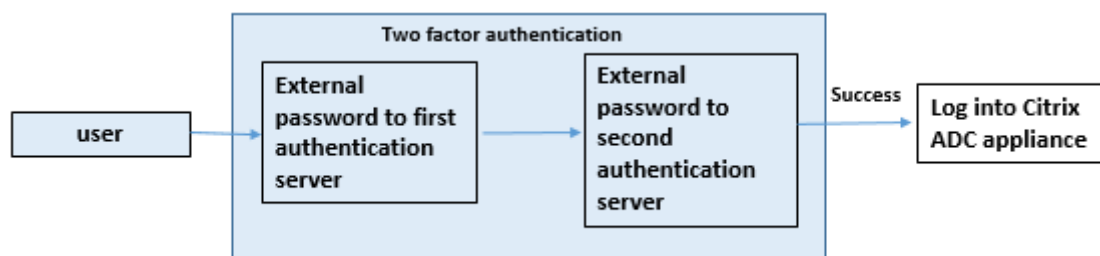 Two factor authentication
user
External
password to first
authentication
server
External
password to
second
authentication
server
Success
Log into Citrix
ADC appliance